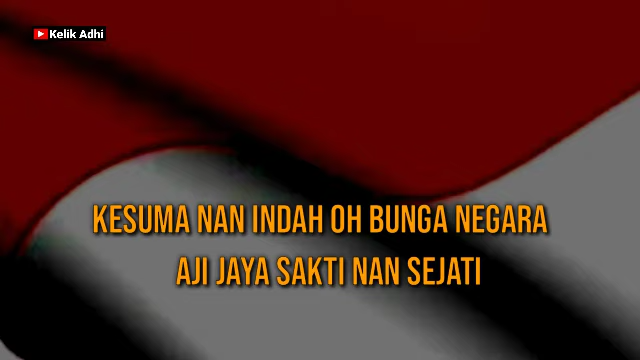 Kelik Adhi
KESUMA NAN INDAH OH BUNGA NEGARA
AJI JAYA SAKTI NAN SEJATI